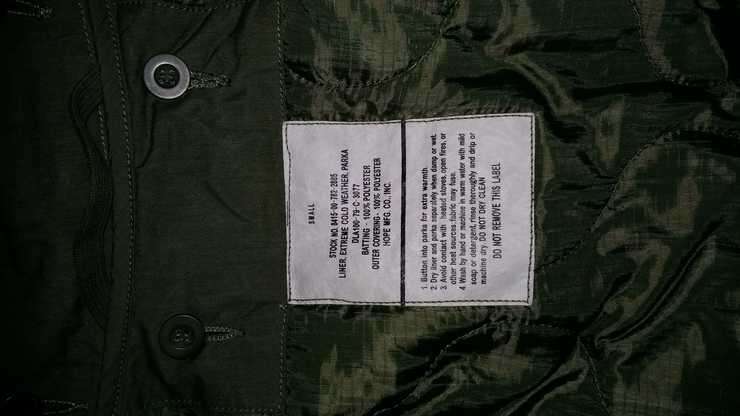 SMALL
STOCK NO. 8415-00-782-2885
LINER, EXTREME COLD WEATHER, PARKA
DLA100-79-C-3077
BATTING - 100% POLYESTER
OUTER COVERING - 100% POLYESTER
HOPE MFG. CO., INC.
1. Button into parka for extra warmth.
2. Dry liner and parka separately when damp or wet.
3. Avoid contact with heated stoves, open fires, or
other heat sources; fabric may fuse.
4. Wash by hand or machine in warm water with mild
soap or detergent, rinse thoroughly and drip or
machine dry. DO NOT DRY CLEAN
DO NOT REMOVE THIS LABEL